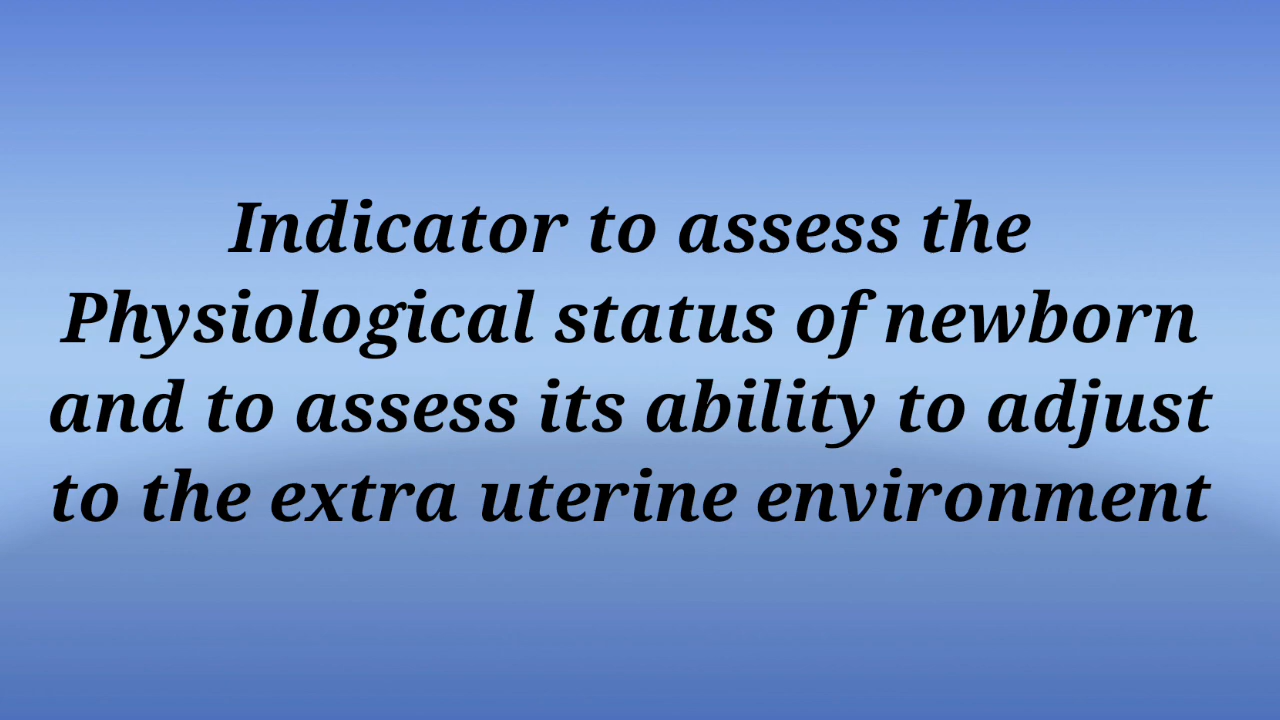 Indicator to assess the
Physiological status of newborn
and to assess its ability to adjust
to the extra uterine environment